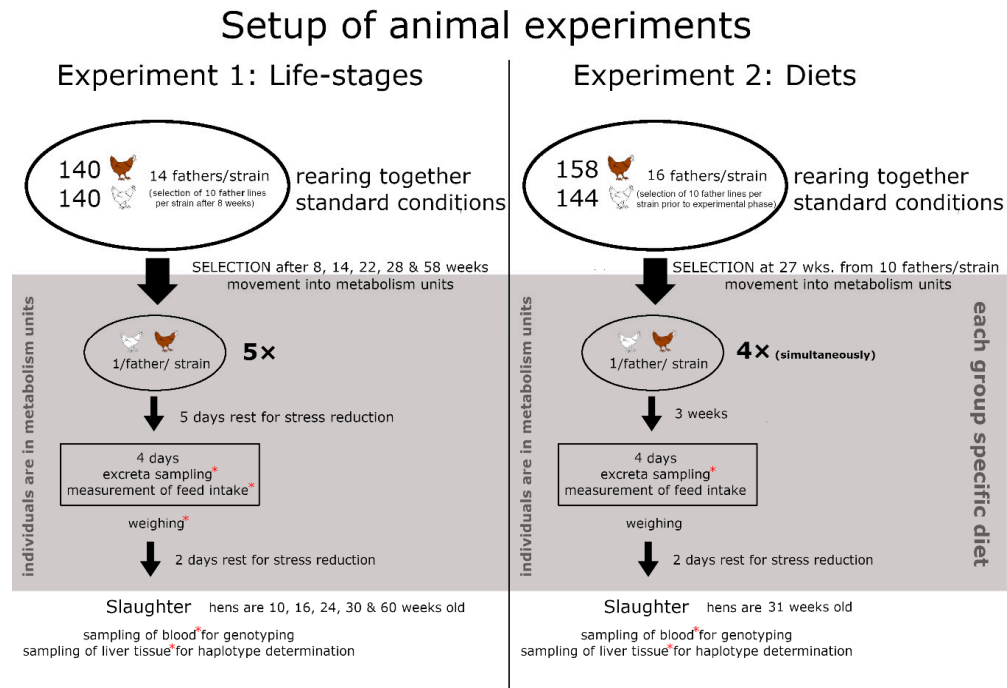 Setup of animal experiments
Experiment 1: Life-stages
140
140
14 fathers/strain
(selection of 10 father lines
per strain after 8 weeks)
rearing together
standard conditions
SELECTION after 8, 14, 22, 28 & 58 weeks
movement into metabolism units
individuals are in metabolism units
1/father/ strain
5×
5 days rest for stress reduction
4 days
excreta sampling*
measurement of feed intake*
weighing*
2 days rest for stress reduction
Slaughter hens are 10, 16, 24, 30 & 60 weeks old
sampling of blood*for genotyping
sampling of liver tissue*for haplotype determination
Experiment 2: Diets
158
144
16 fathers/strain
(selection of 10 father lines per
strain prior to experimental phase)
rearing together
standard conditions
SELECTION at 27 wks. from 10 fathers/strain
movement into metabolism units
individuals are in metabolism units
1/father/ strain
4× (simultaneously)
3 weeks
4 days
excreta sampling*
measurement of feed intake
weighing
2 days rest for stress reduction
each group specific diet
Slaughter hens are 31 weeks old
sampling of blood*for genotyping
sampling of liver tissue*for haplotype determination